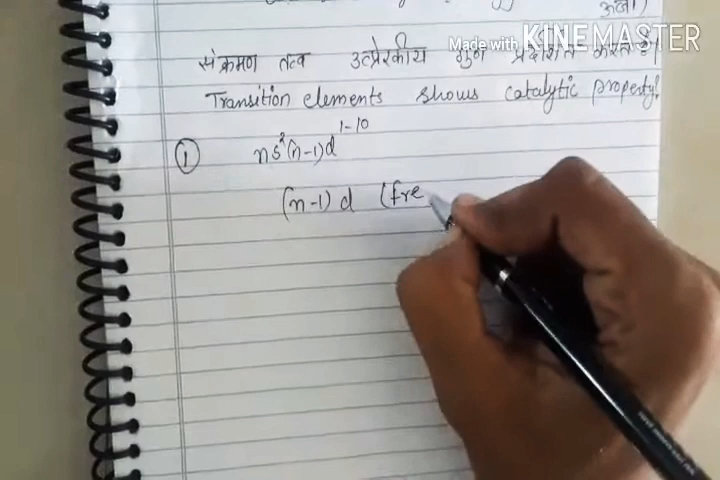 ऊर्जा)
Made with KINEMASTER
संक्रमण तत्व उत्प्रेरकीय गुण प्रदर्शित करते हैं।
Transition elements shows catalytic property!
① ns²(n-1)d¹⁻¹⁰
(n-1) d (fre